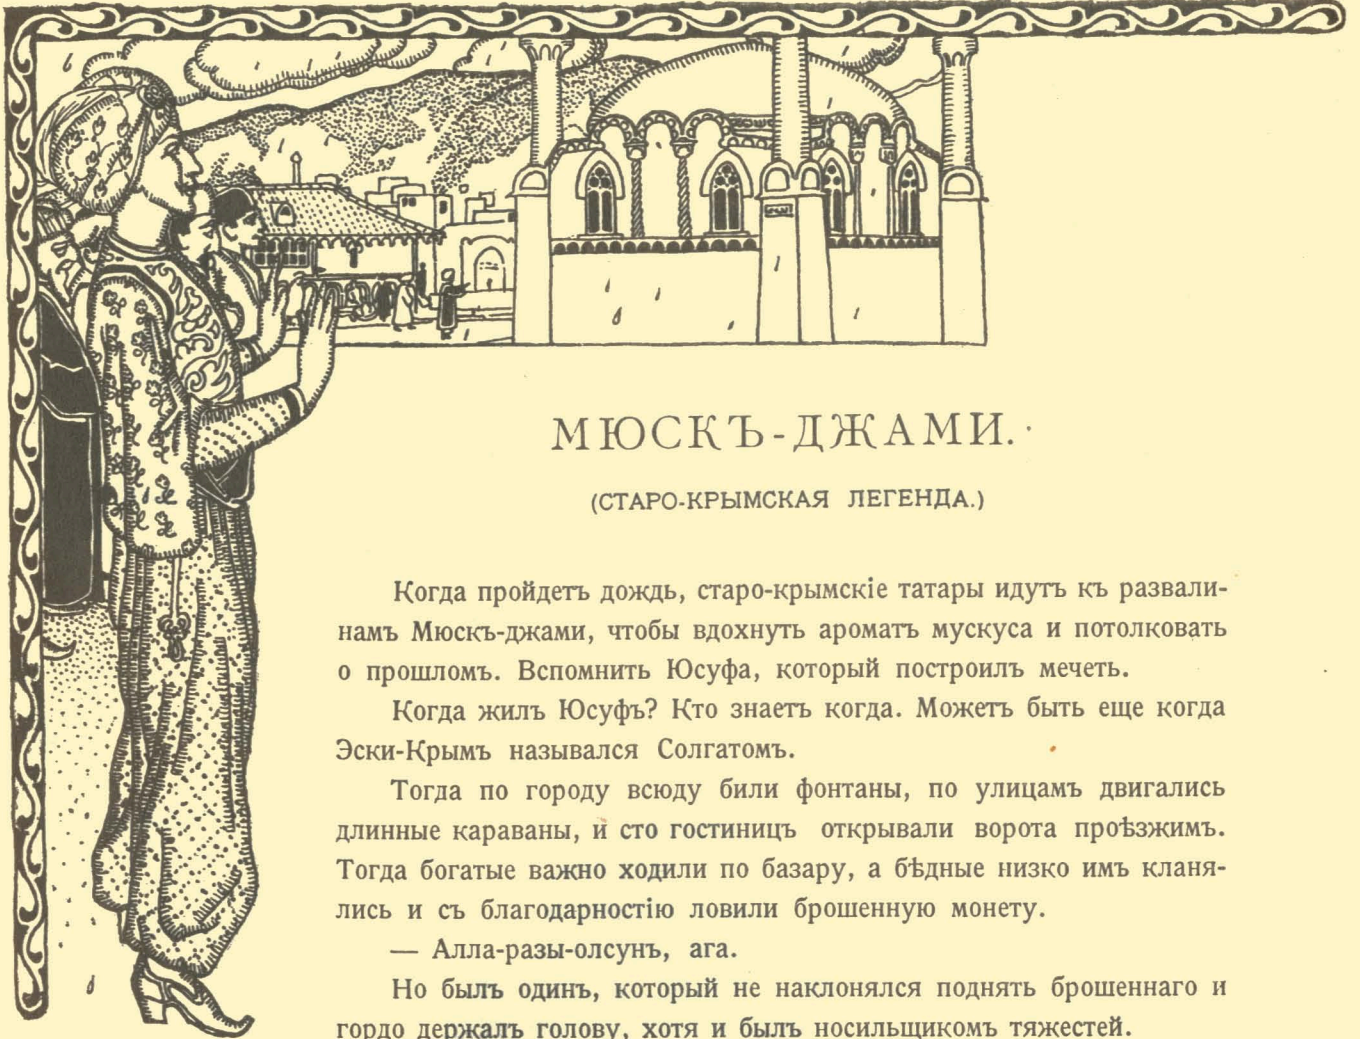 МЮСКЪ-ДЖАМИ.
(СТАРО-КРЫМСКАЯ ЛЕГЕНДА.)
Когда пройдетъ дождь, старо-крымскіе татары идутъ къ развали-
намъ Мюскъ-джами, чтобы вдохнуть ароматъ мускуса и потолковать
о прошломъ. Вспомнить Юсуфа, который построилъ мечеть.
Когда жилъ Юсуфъ? Кто знаетъ когда. Можетъ быть еще когда
Эски-Крымъ назывался Солгатомъ.
Тогда по городу всюду били фонтаны, по улицамъ двигались
длинные караваны, и сто гостиницъ открывали ворота проѣзжимъ.
Тогда богатые важно ходили по базару, а бѣдные низко имъ кланя-
лись и съ благодарностію ловили брошенную монету.
— Алла-разы-олсунъ, ага.
Но былъ одинъ, который не наклонялся поднять брошеннаго и
гордо держалъ голову, хотя и былъ носильщикомъ тяжестей.